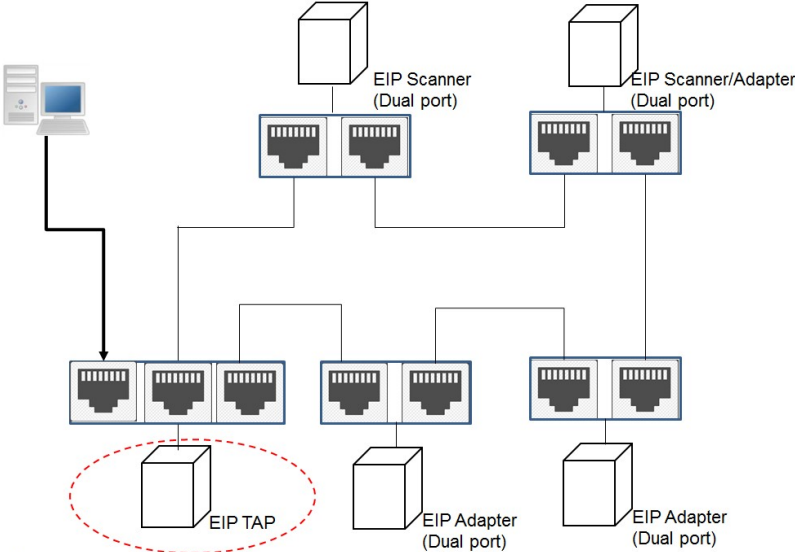 EIP Scanner
(Dual port)
EIP Scanner/Adapter
(Dual port)
EIP TAP
EIP Adapter
(Dual port)
EIP Adapter
(Dual port)